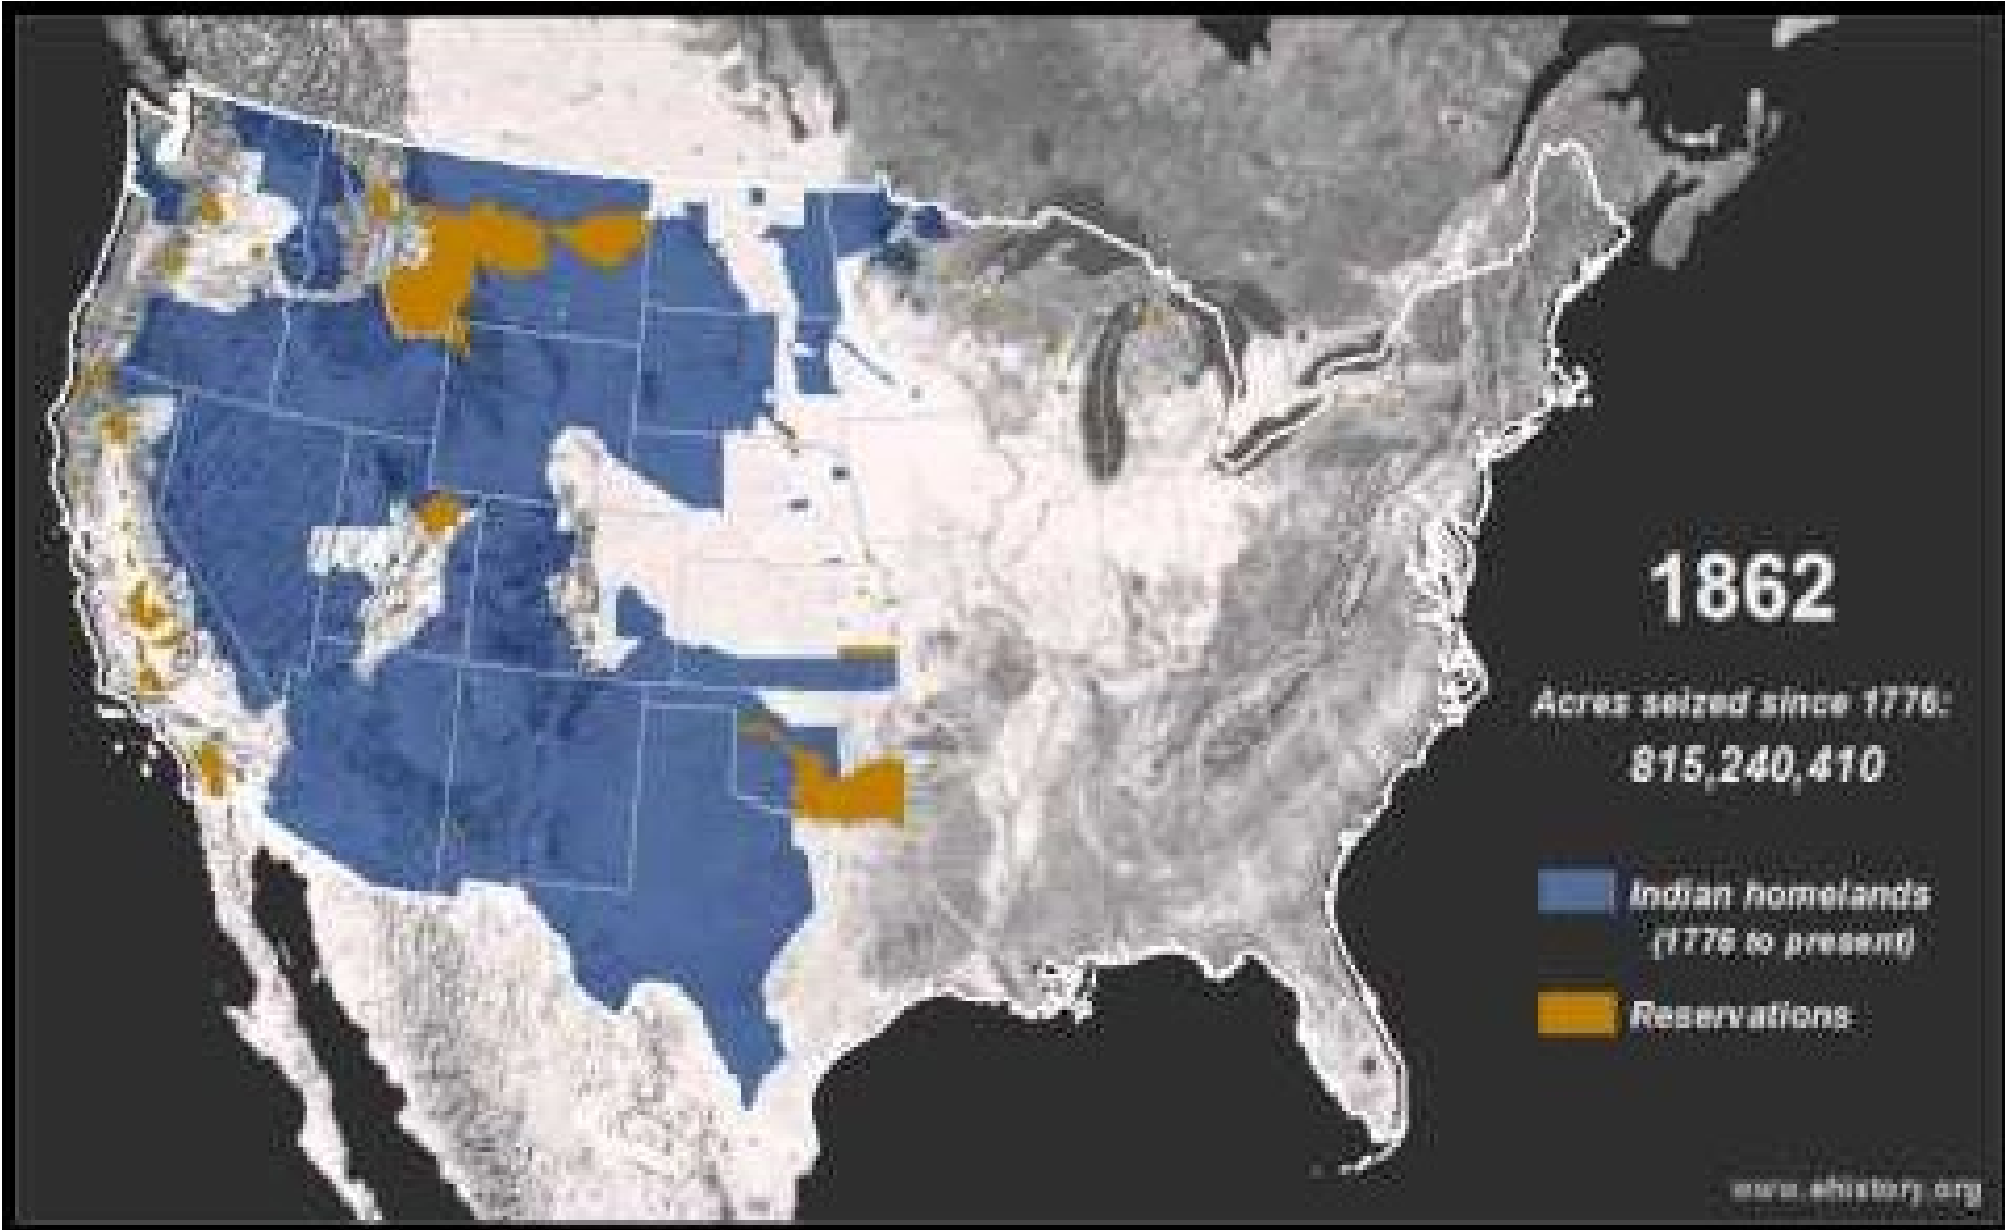 1862
Acres seized since 1776:
815,240,410
Indian homelands
(1776 to present)
Reservations
www.ehistory.org